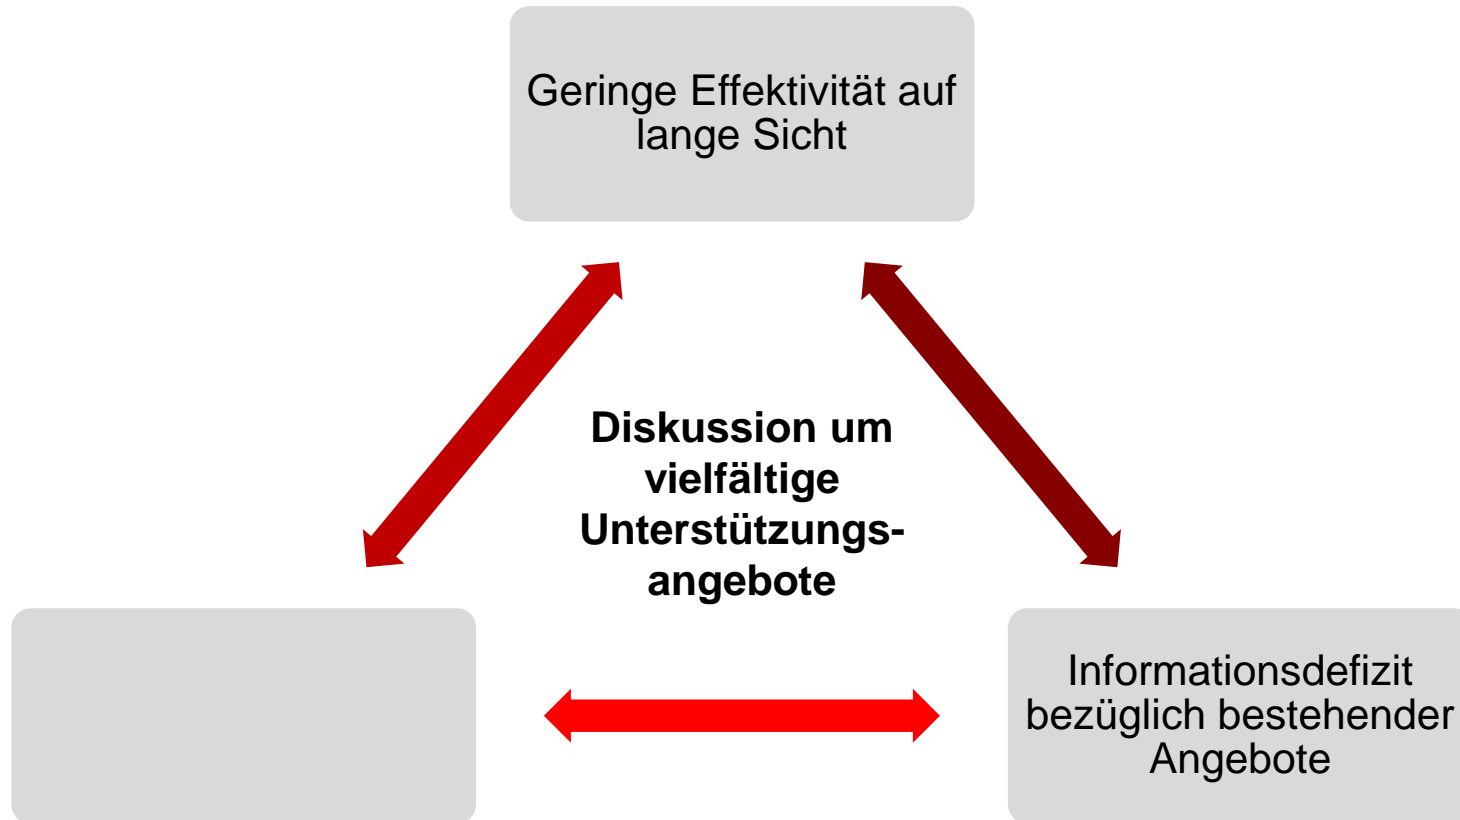 Geringe Effektivität auf
lange Sicht
Diskussion um
vielfältige
Unterstützungs-
angebote
Informationsdefizit
bezüglich bestehender
Angebote